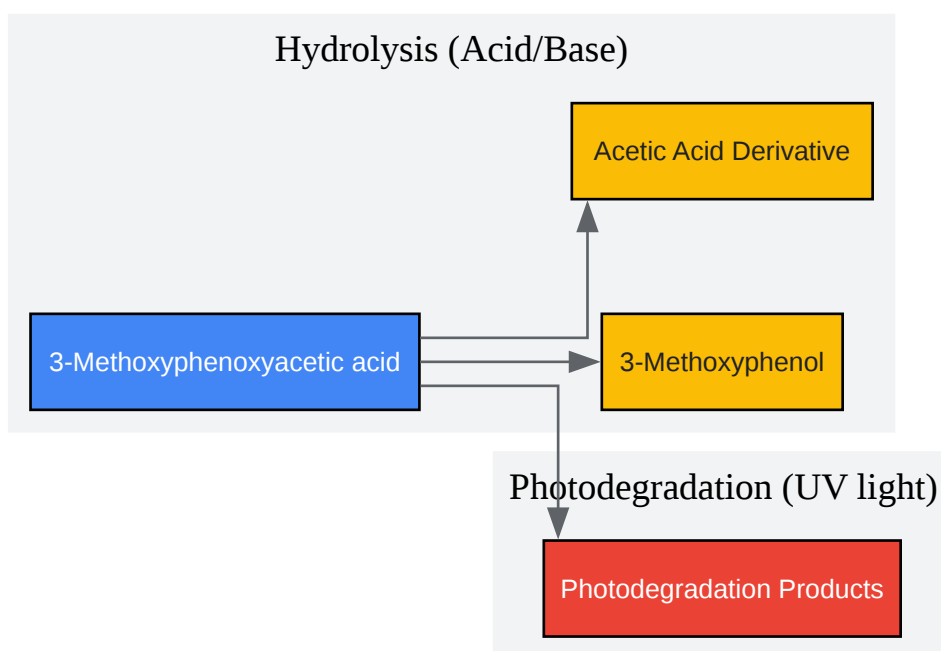 Hydrolysis (Acid/Base)
Acetic Acid Derivative
3-Methoxyphenoxyacetic acid
3-Methoxyphenol
Photodegradation (UV light)
Photodegradation Products